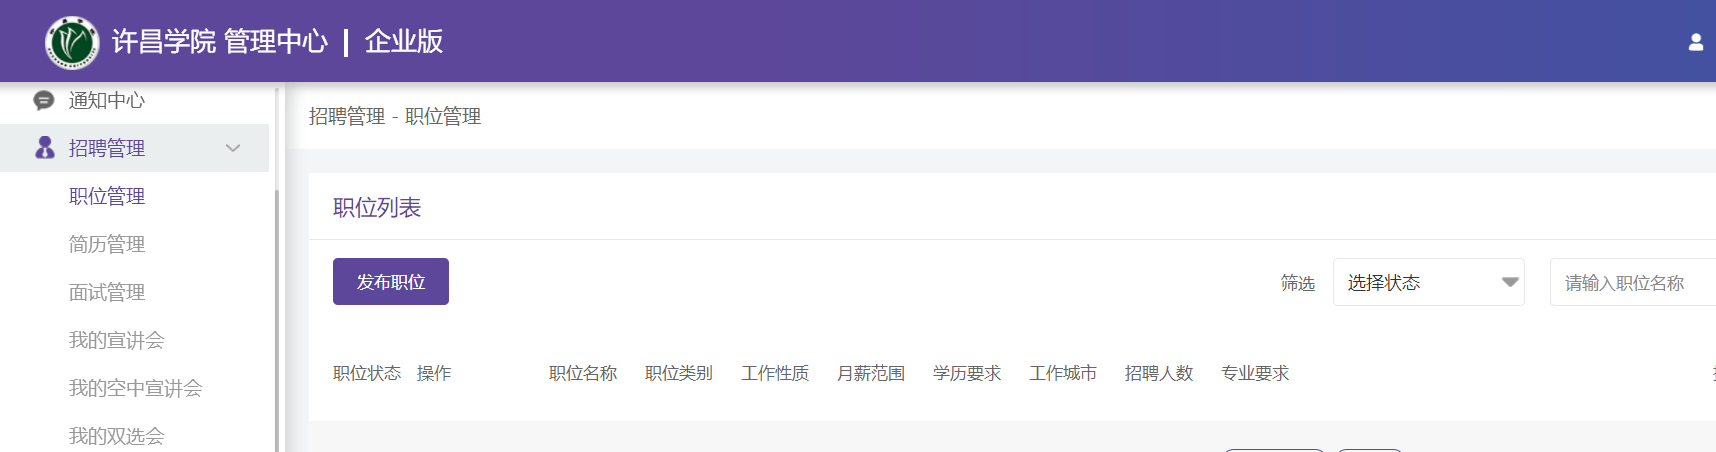 许昌学院 管理中心 | 企业版
通知中心
招聘管理
职位管理
简历管理
面试管理
我的宣讲会
我的空中宣讲会
我的双选会
招聘管理 - 职位管理
职位列表
发布职位
筛选 选择状态 请输入职位名称
职位状态 操作 职位名称 职位类别 工作性质 月薪范围 学历要求 工作城市 招聘人数 专业要求